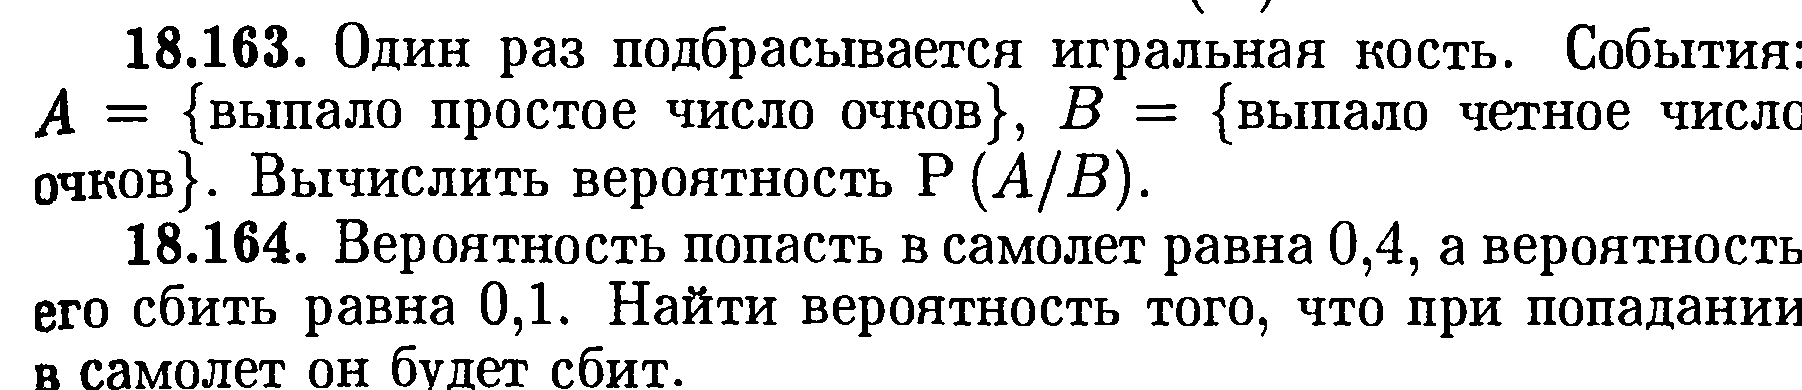 18.163. Один раз подбрасывается игральная кость. События:
A = {выпало простое число очков}, B = {выпало четное число
очков}. Вычислить вероятность P (A/B).
18.164. Вероятность попасть в самолет равна 0,4, а вероятность
его сбить равна 0,1. Найти вероятность того, что при попадании
в самолет он будет сбит.